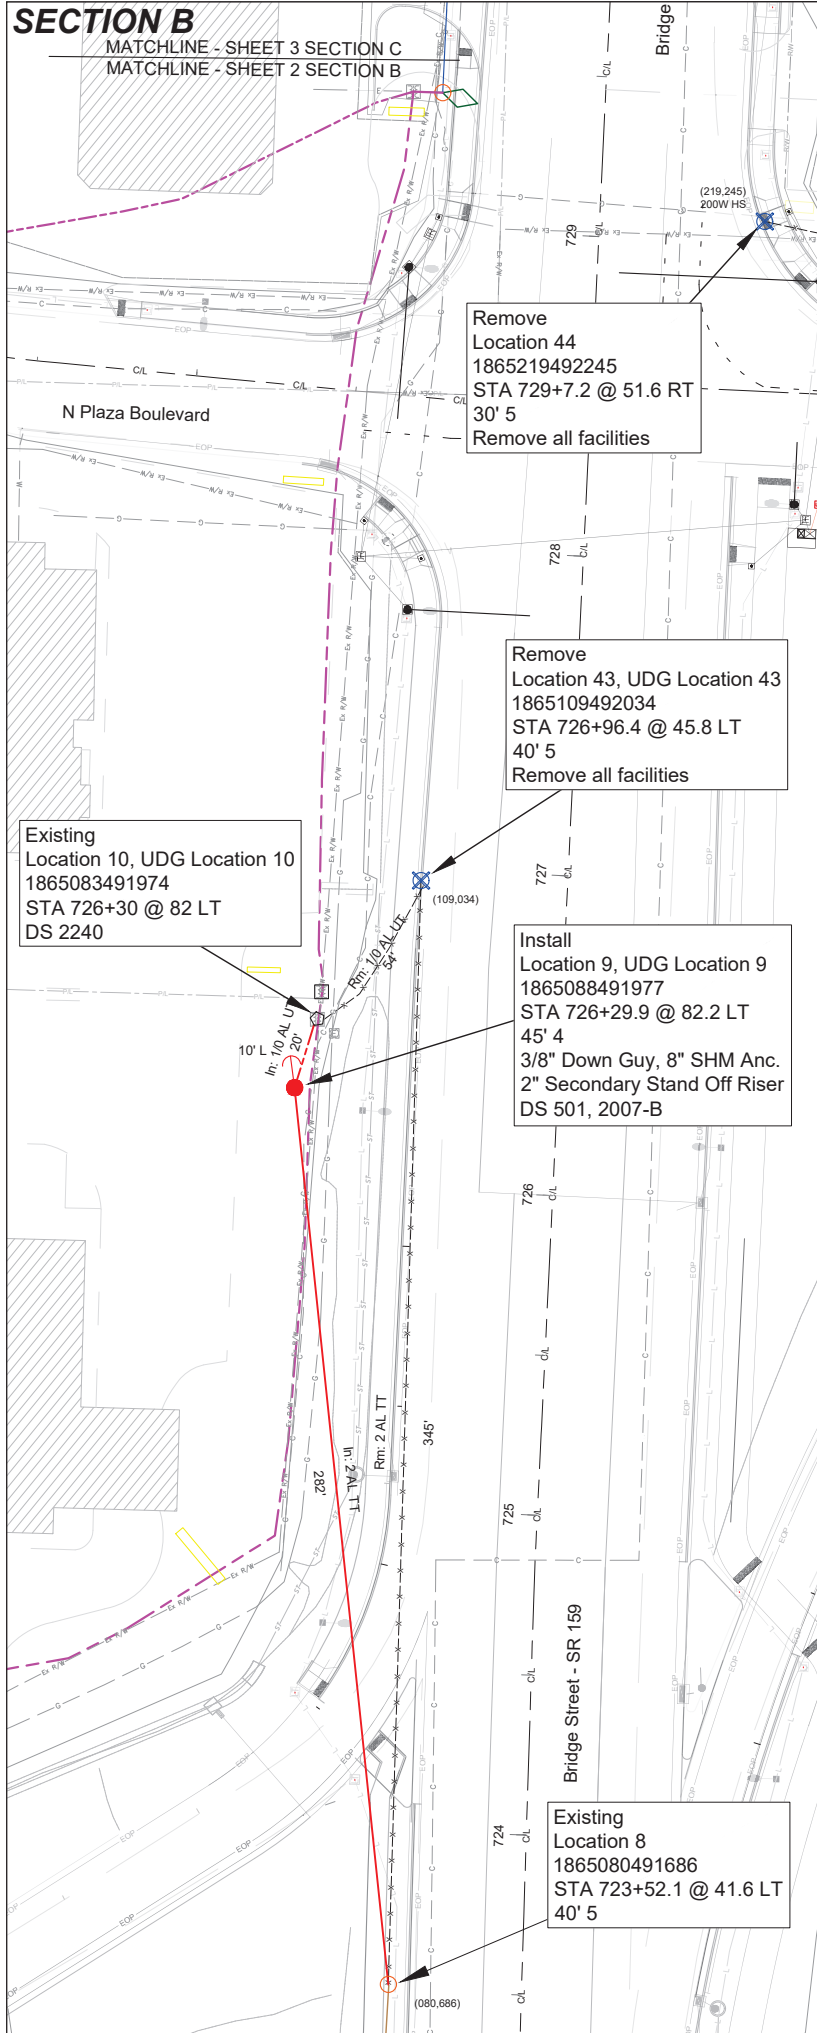 SECTION B
MATCHLINE - SHEET 3 SECTION C
MATCHLINE - SHEET 2 SECTION B
Bridge
(219,245)
200W HS
729
C/L
Remove
Location 44
1865219492245
STA 729+7.2 @ 51.6 RT
30' 5
Remove all facilities
C/L
C/L
N Plaza Boulevard
EOP
728
C/L
Remove
Location 43, UDG Location 43
1865109492034
STA 726+96.4 @ 45.8 LT
40' 5
Remove all facilities
Existing
Location 10, UDG Location 10
1865083491974
STA 726+30 @ 82 LT
DS 2240
727
C/L
(109,034)
Rm: 1/0 AL UT
54'
Install
Location 9, UDG Location 9
1865088491977
STA 726+29.9 @ 82.2 LT
45' 4
3/8" Down Guy, 8" SHM Anc.
2" Secondary Stand Off Riser
DS 501, 2007-B
10' L
In: 1/0 AL UT
20'
726
C/L
C/L
Rm: 2 AL TT
345'
In: 2 AL TT
282'
725
C/L
Ex R/W
Bridge Street - SR 159
C/L
EOP
724
C/L
Existing
Location 8
1865080491686
STA 723+52.1 @ 41.6 LT
40' 5
(080,686)
C/L